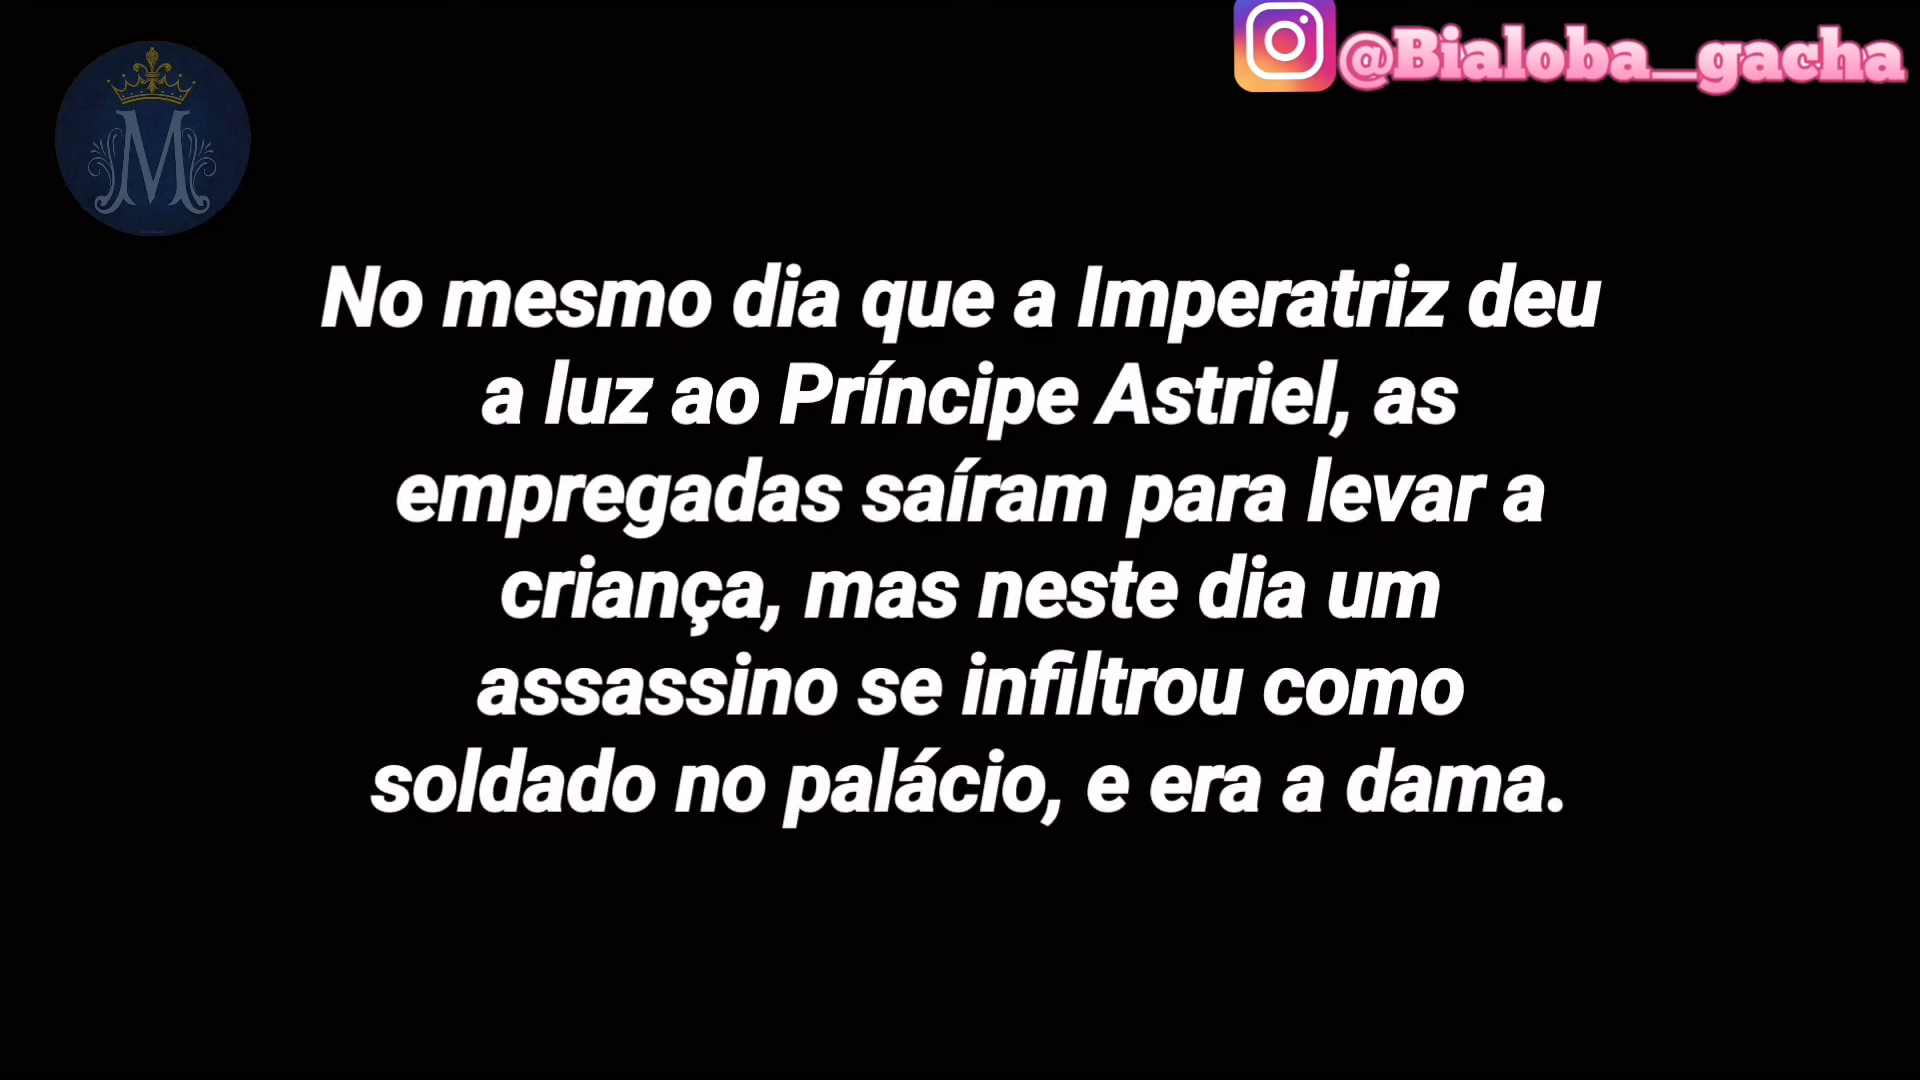 @Bialoba_gacha
M
No mesmo dia que a Imperatriz deu
a luz ao Príncipe Astriel, as
empregadas saíram para levar a
criança, mas neste dia um
assassino se infiltrou como
soldado no palácio, e era a dama.